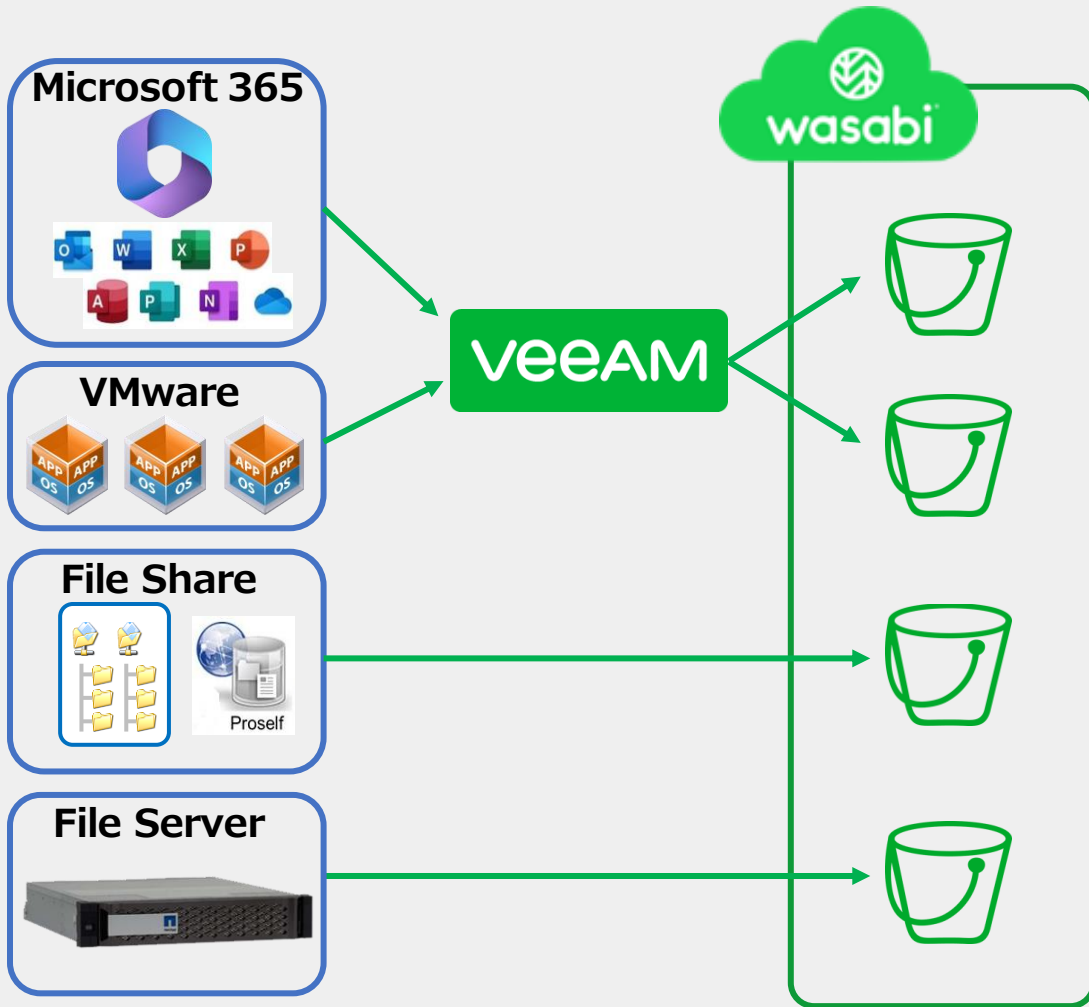 Microsoft 365
wasabi
O W X P
A P N
veeAM
VMware
APP APP OS OS
APP APP OS OS
APP APP OS OS
File Share
Proself
File Server